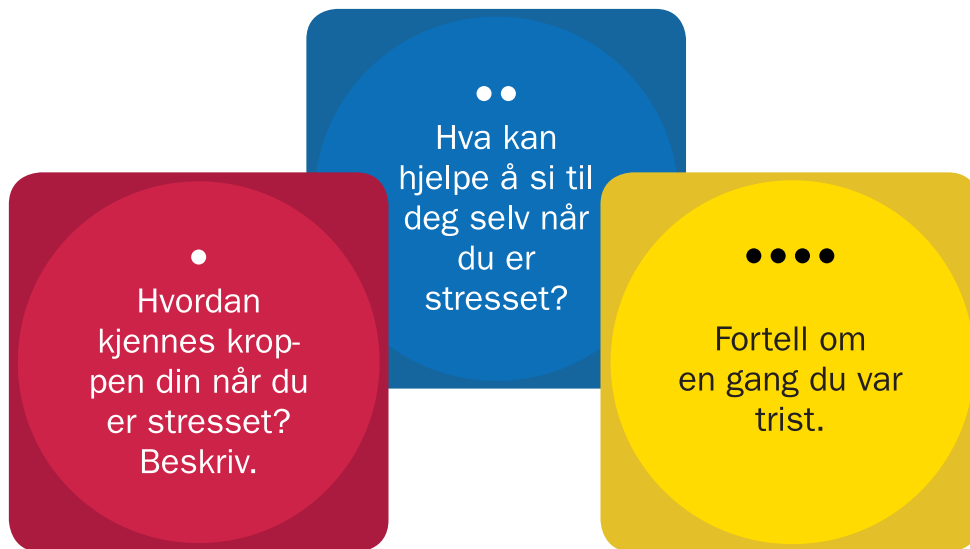 Hva kan
hjelpe å si til
deg selv når
du er
stresset?
Hvordan
kjennes krop-
pen din når du
er stresset?
Beskriv.
Fortell om
en gang du var
trist.